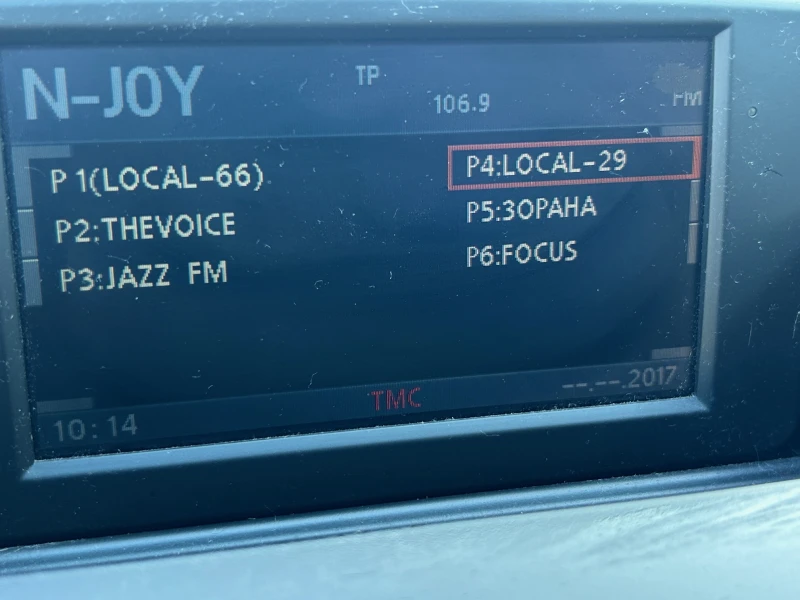 N-JOY
TP
106.9
FM
P1(LOCAL-66)
P2:THEVOICE
P3:JAZZ FM
P4:LOCAL-29
P5:3OPAHA
P6:FOCUS
10:14
TMC
--.--.2017